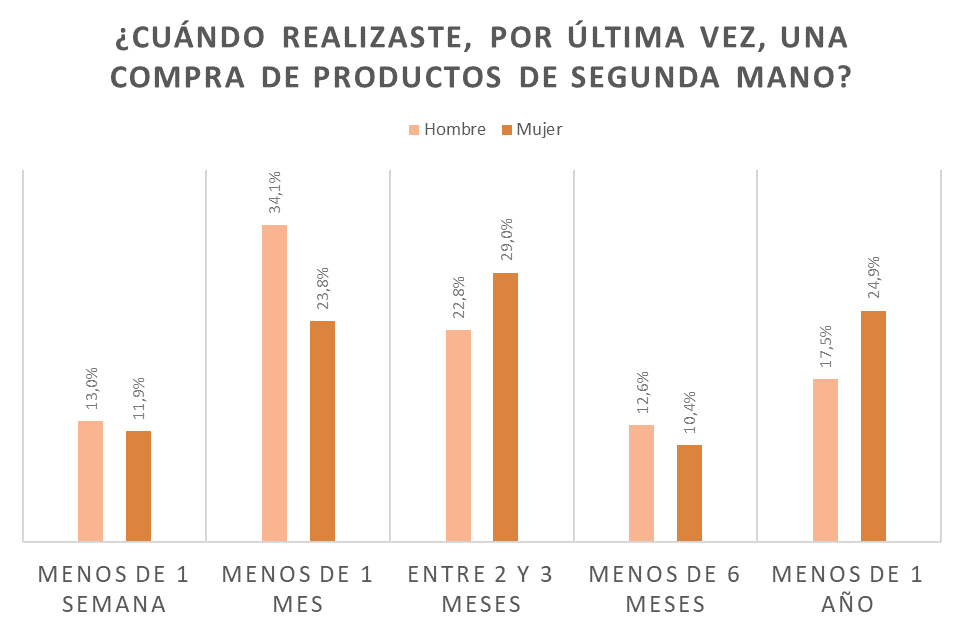 ¿CUÁNDO REALIZASTE, POR ÚLTIMA VEZ, UNA
COMPRA DE PRODUCTOS DE SEGUNDA MANO?
Hombre Mujer
13,0%
11,9%
34,1%
23,8%
22,8%
29,0%
12,6%
10,4%
17,5%
24,9%
MENOS DE 1
SEMANA
MENOS DE 1
MES
ENTRE 2 Y 3
MESES
MENOS DE 6
MESES
MENOS DE 1
AÑO